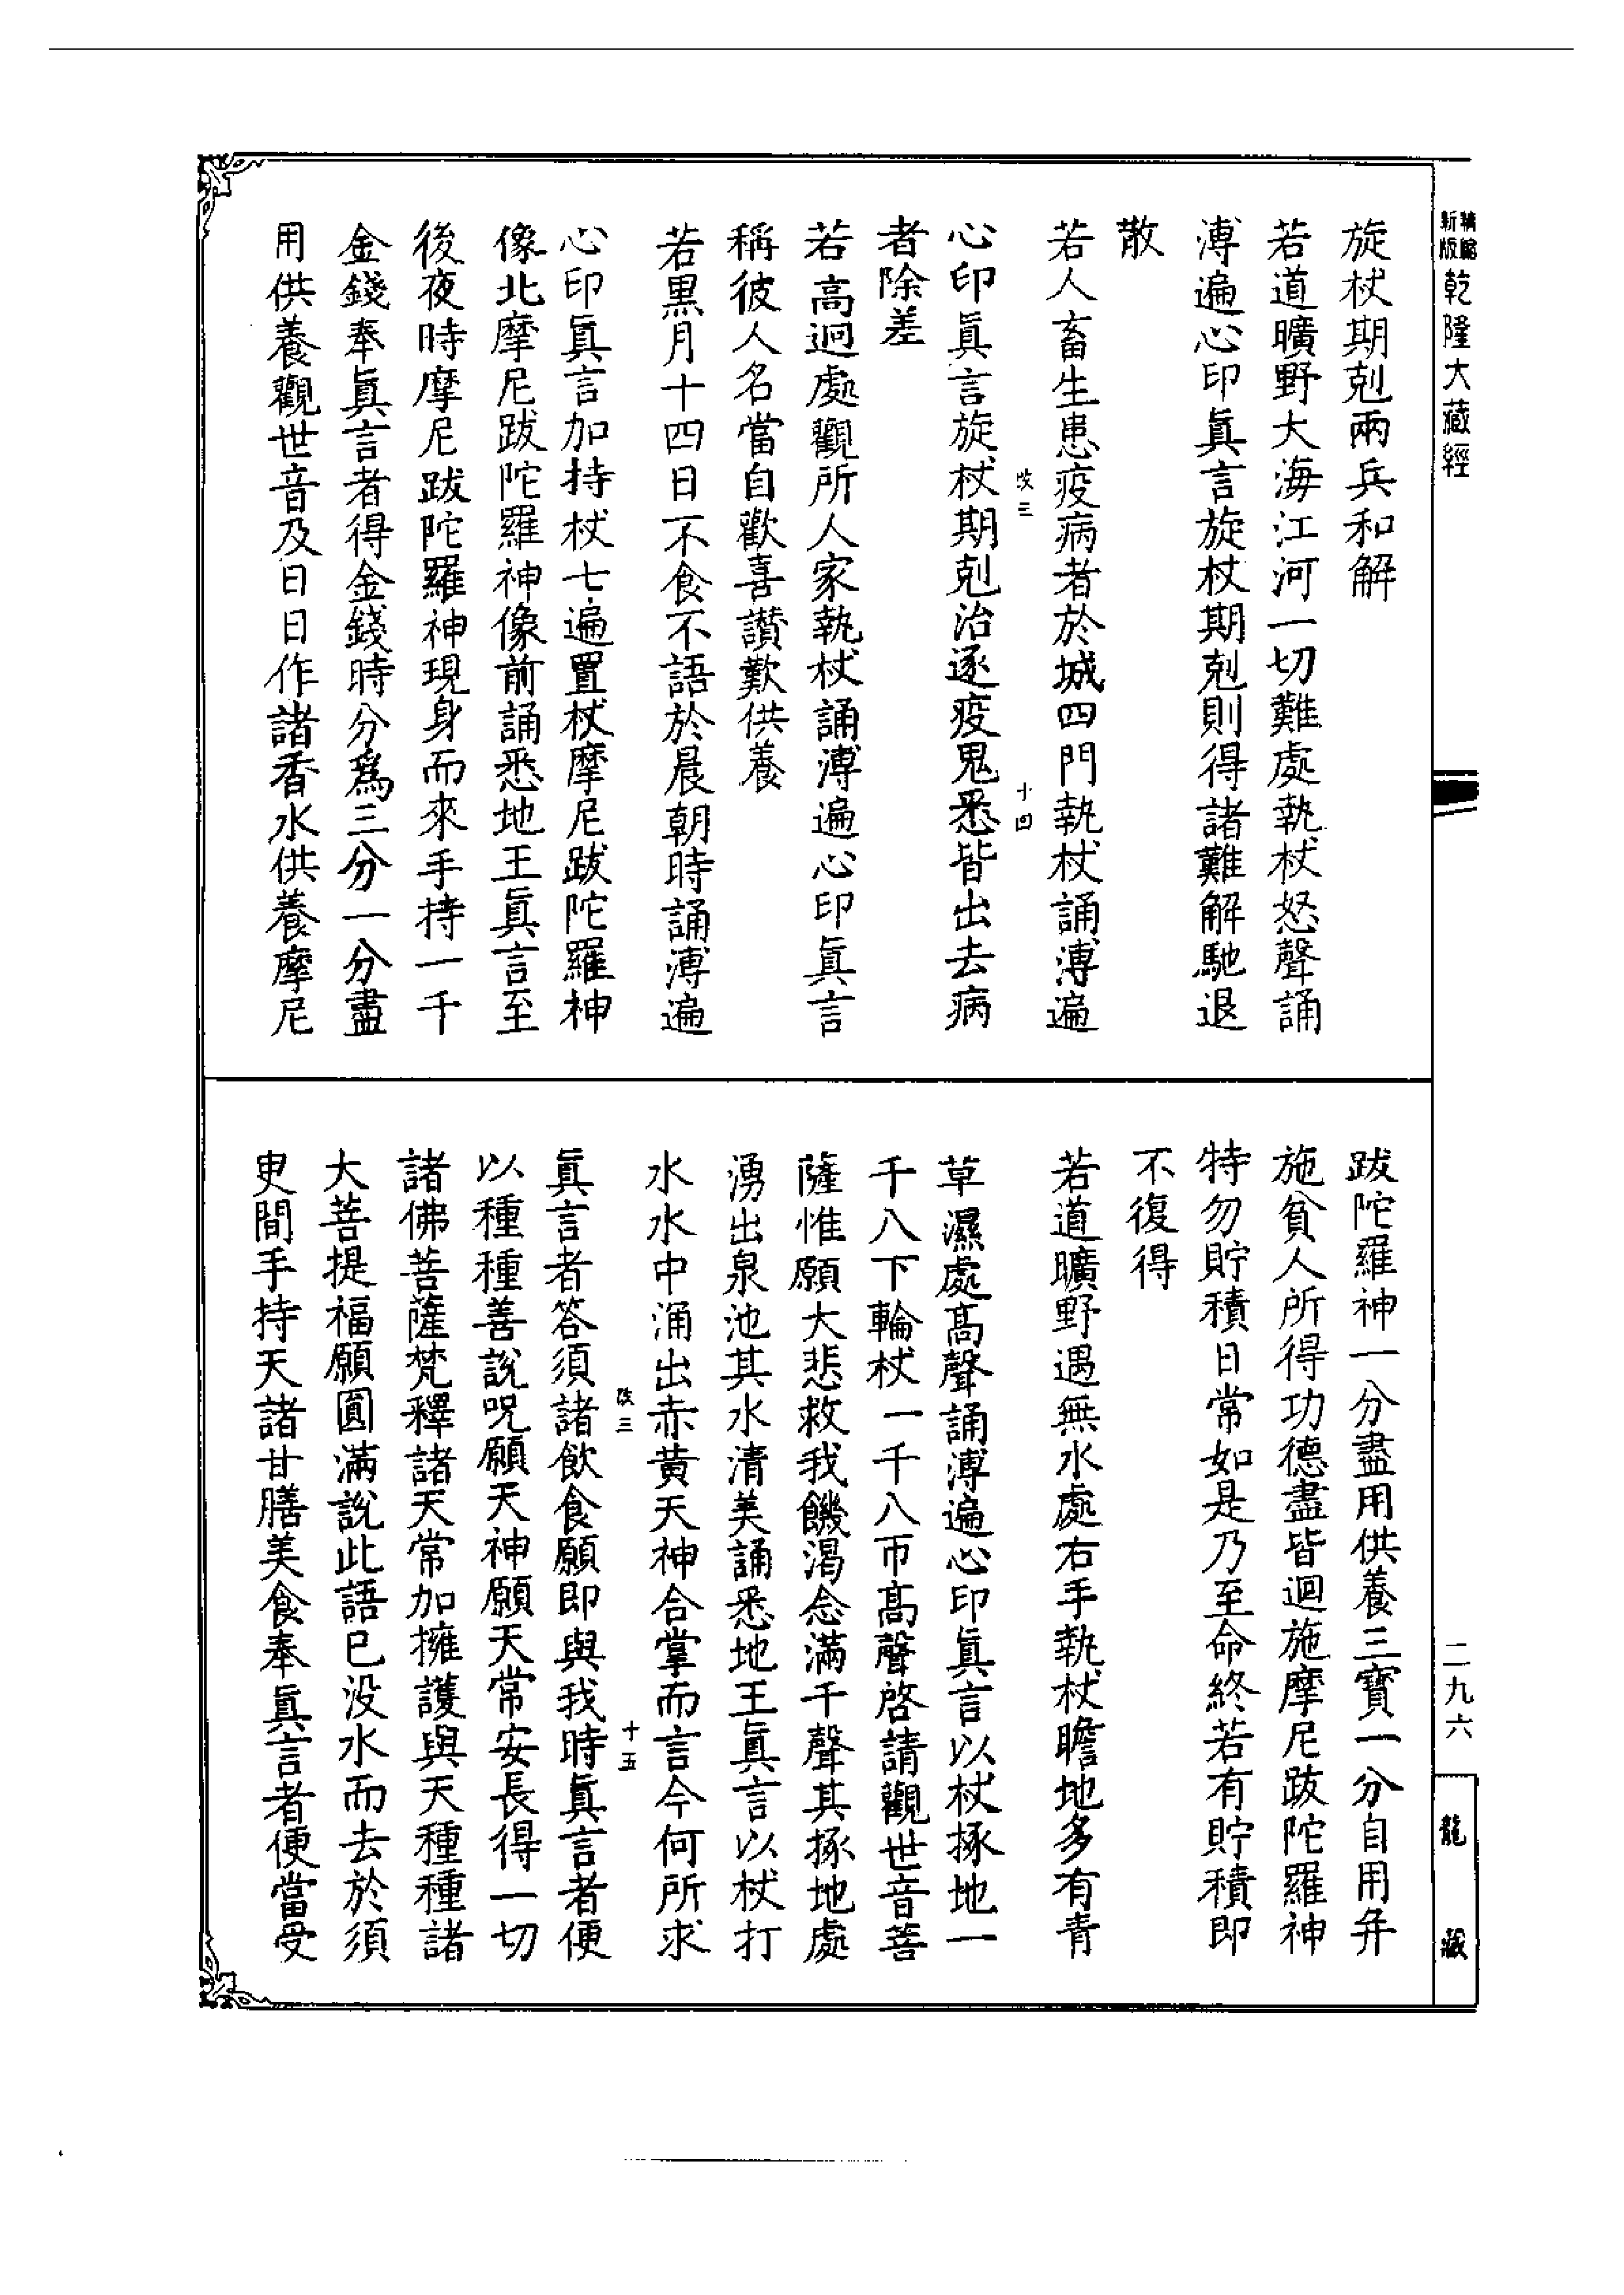 精縮新版乾隆大藏經
旋杖期剋兩兵和解
若道曠野大海江河一切難處執杖怒聲誦
溥遍心印眞言旋杖期剋則得諸難解馳退
散
若人畜生患疫病者於城四門執杖誦溥遍
心印眞言旋杖期剋治逐疫鬼悉皆出去病
者除差
若高迥處觀所人家執杖誦溥遍心印眞言
稱彼人名當自歡喜讃歎供養
若黑月十四日不食不語於晨朝時誦溥遍
心印眞言加持杖七遍置杖摩尼跋陀羅神
像北摩尼跋陀羅神像前誦悉地王眞言至
後夜時摩尼跋陀羅神現身而來手持一千
金錢奉眞言者得金錢時分爲三分一分盡
用供養觀世音及日日作諸香水供養摩尼
三
十四
跋陀羅神一分盡用供養三寶一分自用并
施貧人所得功德盡皆迴施摩尼跋陀羅神
特勿貯積日常如是乃至命終若有貯積即
不復得
若道曠野遇無水處右手執杖瞻地多有青
草濕處高聲誦溥遍心印眞言以杖㧻地一
千八下輪杖一千八帀高聲啓請觀世音菩
薩惟願大悲救我饑渴念滿千聲其㧻地處
湧出泉池其水清美誦悉地王眞言以杖打
水水中涌出赤黄天神合掌而言今何所求
眞言者答須諸飲食願即與我時眞言者便
以種種善說呪願天神願天常安長得一切
諸佛菩薩梵釋諸天常加擁護與天種種諸
大菩提福願圓滿說此語已没水而去於須
臾間手持天諸甘膳美食奉眞言者便當受
三
十五
二九六
龍藏